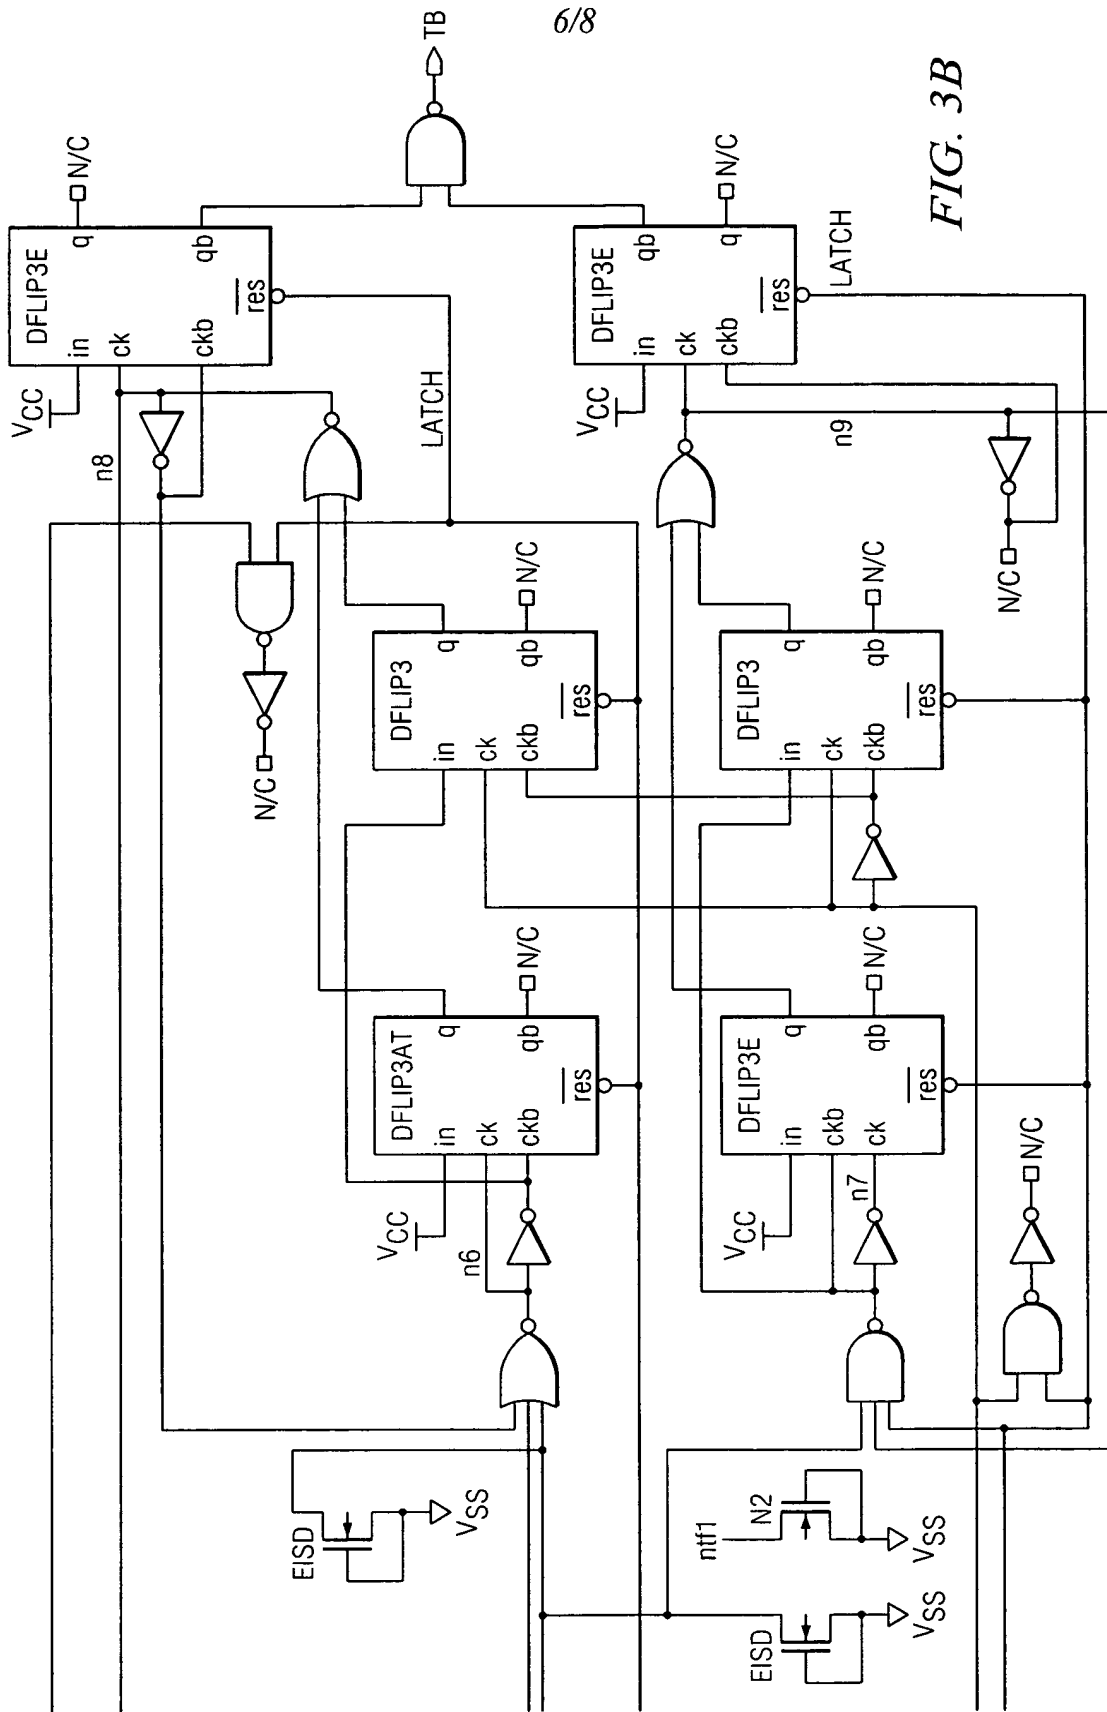 6/8
TB
N/C
DFLIP3E
in
ck
ckb
q
qb
res
VCC
n8
LATCH
N/C
DFLIP3E
in
ck
ckb
qb
q
res
VCC
LATCH
N/C
n9
N/C
N/C
DFLIP3
in
ck
ckb
q
qb
res
N/C
DFLIP3
in
ck
ckb
q
qb
res
N/C
DFLIP3AT
in
ck
ckb
q
qb
res
VCC
n6
N/C
DFLIP3E
in
ckb
ck
q
qb
res
VCC
n7
N/C
N/C
EISD
VSS
ntf1
N2
VSS
EISD
VSS
FIG. 3B